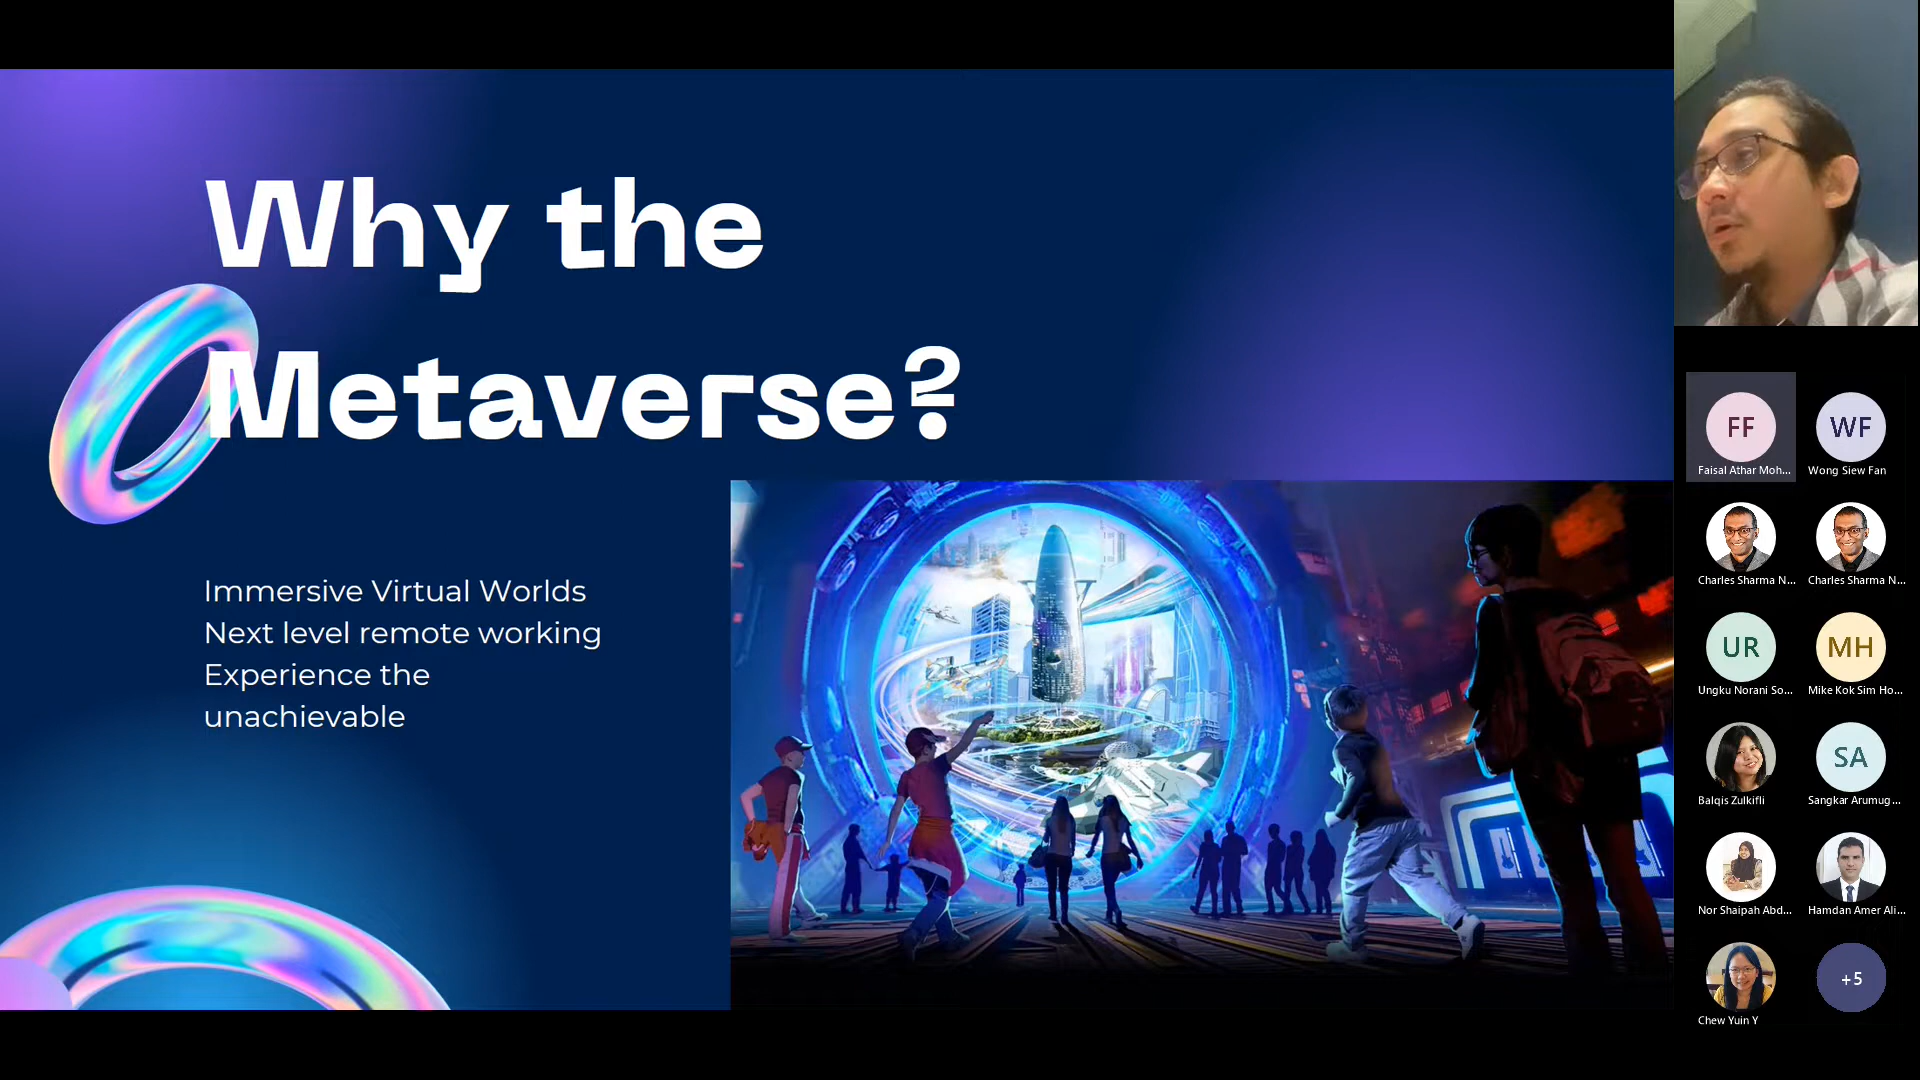 Why the
Metaverse?
Immersive Virtual Worlds
Next level remote working
Experience the
unachievable
FF
Faisal Athar Moh...
WF
Wong Siew Fan
Charles Sharma N...
Charles Sharma N...
UR
Ungku Norani So...
MH
Mike Kok Sim Ho...
Balqis Zulkifli
SA
Sangkar Arumug...
Nor Shaipah Abd...
Hamdan Amer Ali...
Chew Yuin Y
+5